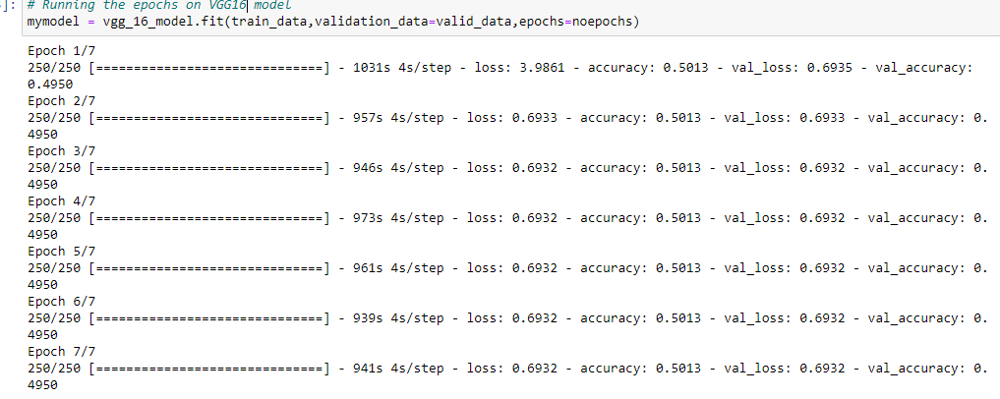 ]: # Running the epochs on VGG16 model
mymodel = vgg_16_model.fit(train_data,validation_data=valid_data,epochs=noepochs)
Epoch 1/7
250/250 [==============================] - 1031s 4s/step - loss: 3.9861 - accuracy: 0.5013 - val_loss: 0.6935 - val_accuracy:
0.4950
Epoch 2/7
250/250 [==============================] - 957s 4s/step - loss: 0.6933 - accuracy: 0.5013 - val_loss: 0.6933 - val_accuracy: 0.
4950
Epoch 3/7
250/250 [==============================] - 946s 4s/step - loss: 0.6932 - accuracy: 0.5013 - val_loss: 0.6932 - val_accuracy: 0.
4950
Epoch 4/7
250/250 [==============================] - 973s 4s/step - loss: 0.6932 - accuracy: 0.5013 - val_loss: 0.6932 - val_accuracy: 0.
4950
Epoch 5/7
250/250 [==============================] - 961s 4s/step - loss: 0.6932 - accuracy: 0.5013 - val_loss: 0.6932 - val_accuracy: 0.
4950
Epoch 6/7
250/250 [==============================] - 939s 4s/step - loss: 0.6932 - accuracy: 0.5013 - val_loss: 0.6932 - val_accuracy: 0.
4950
Epoch 7/7
250/250 [==============================] - 941s 4s/step - loss: 0.6932 - accuracy: 0.5013 - val_loss: 0.6932 - val_accuracy: 0.
4950